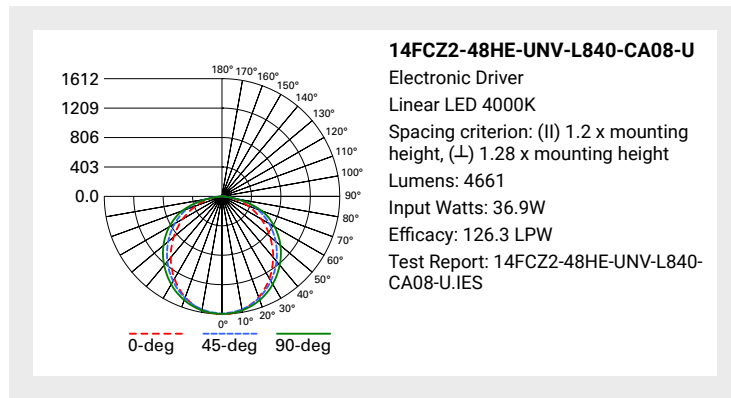 1612
1209
806
403
0.0
180°
170°
160°
150°
140°
130°
120°
110°
100°
90°
80°
70°
60°
50°
40°
30°
20°
10°
0°
0-deg
45-deg
90-deg
14FCZ2-48HE-UNV-L840-CA08-U
Electronic Driver
Linear LED 4000K
Spacing criterion: (II) 1.2 x mounting
height, (⊥) 1.28 x mounting height
Lumens: 4661
Input Watts: 36.9W
Efficacy: 126.3 LPW
Test Report: 14FCZ2-48HE-UNV-L840-
CA08-U.IES